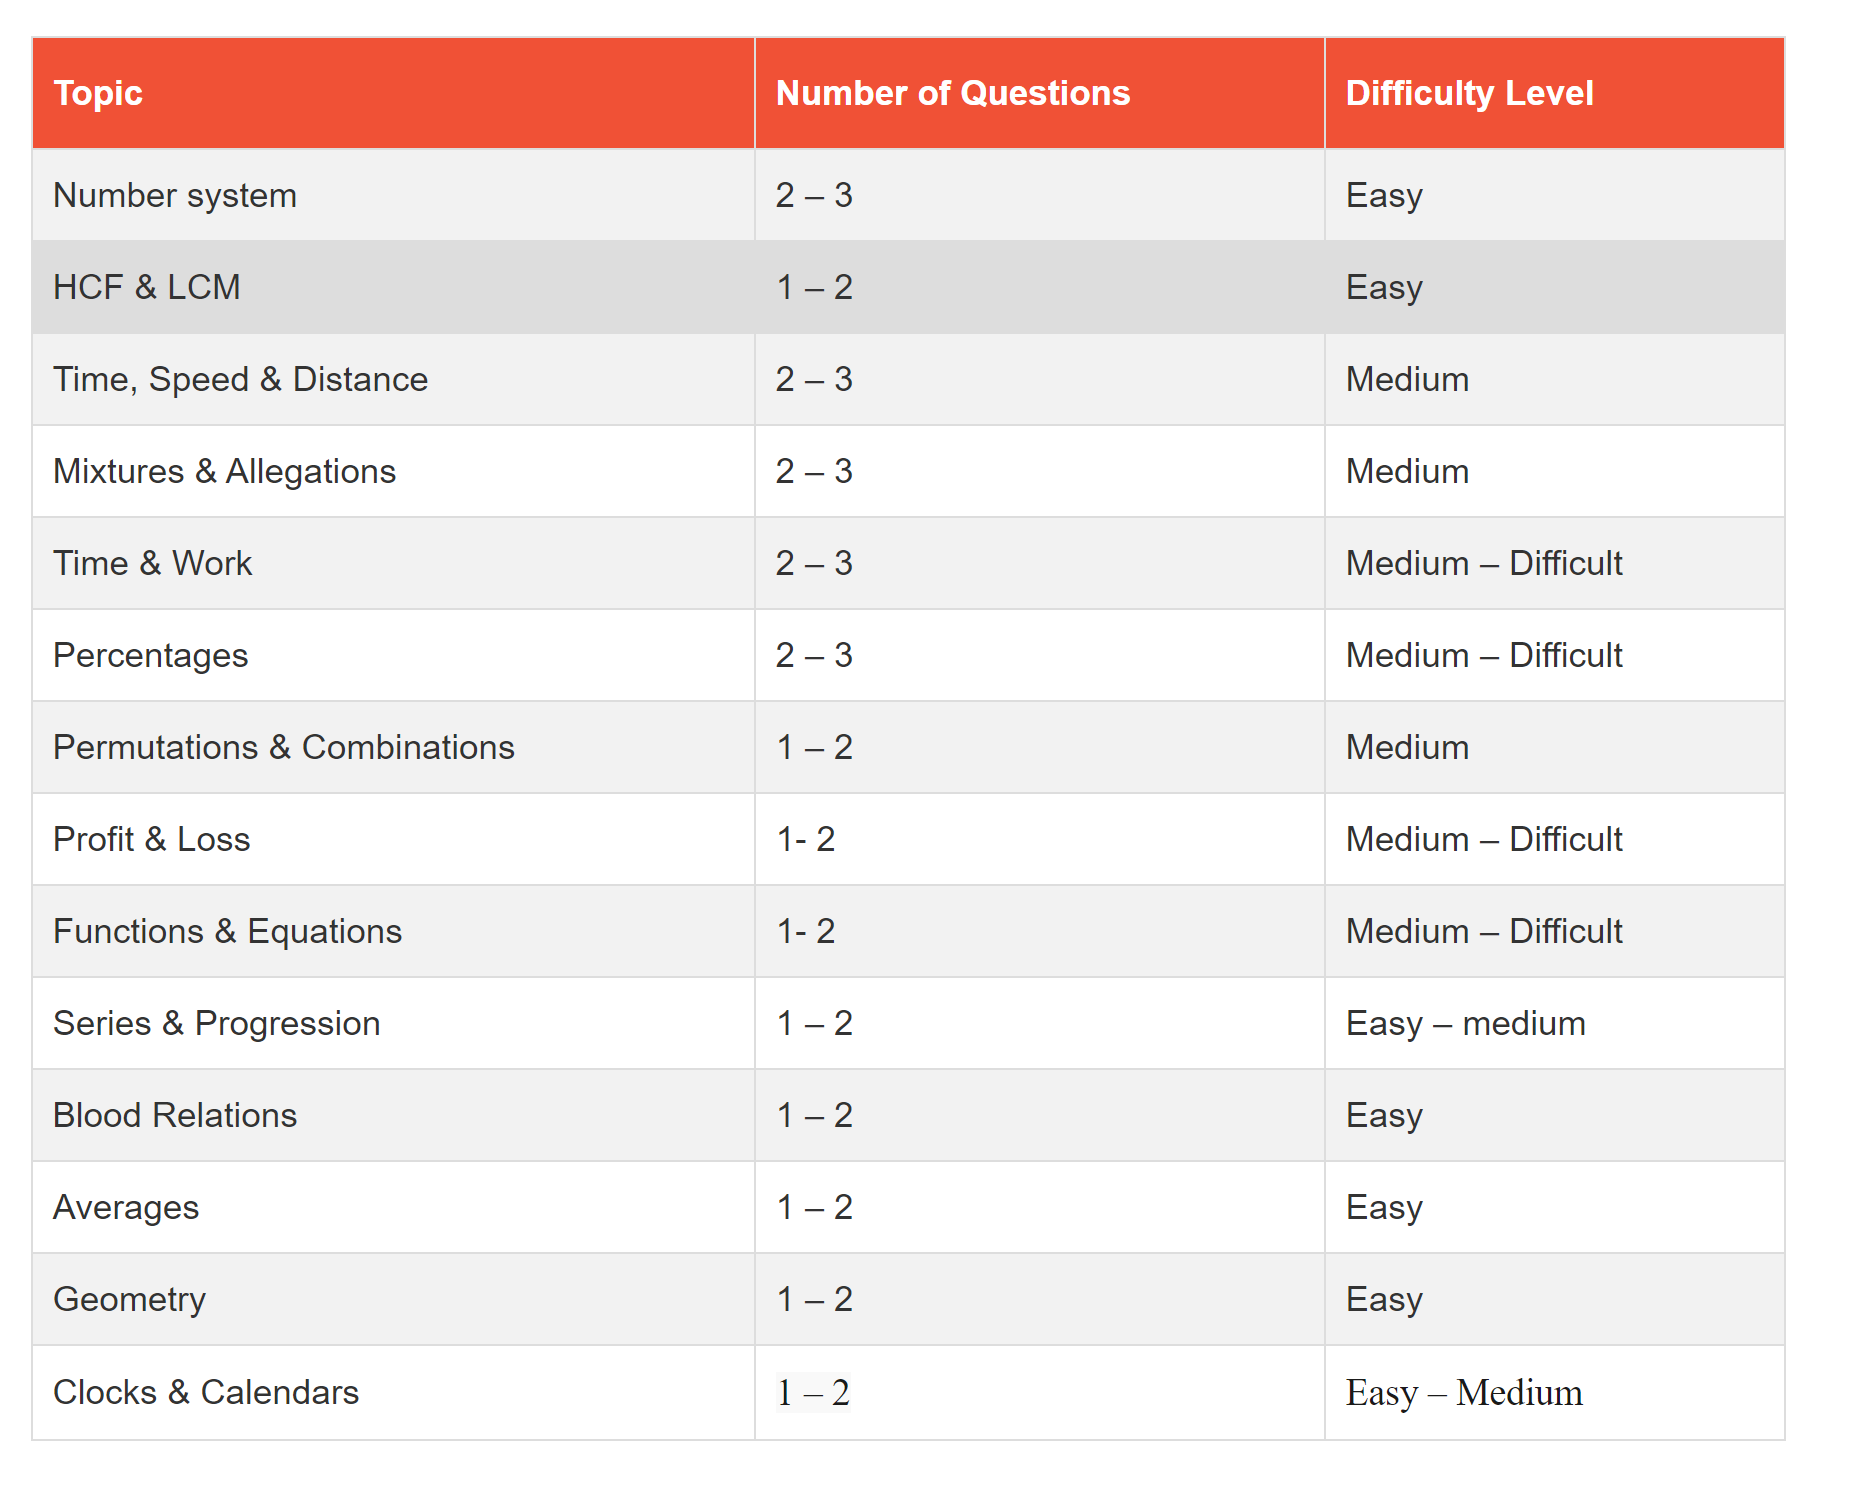 Topic Number of Questions Difficulty Level
Number system 2 – 3 Easy
HCF & LCM 1 – 2 Easy
Time, Speed & Distance 2 – 3 Medium
Mixtures & Allegations 2 – 3 Medium
Time & Work 2 – 3 Medium – Difficult
Percentages 2 – 3 Medium – Difficult
Permutations & Combinations 1 – 2 Medium
Profit & Loss 1- 2 Medium – Difficult
Functions & Equations 1- 2 Medium – Difficult
Series & Progression 1 – 2 Easy – medium
Blood Relations 1 – 2 Easy
Averages 1 – 2 Easy
Geometry 1 – 2 Easy
Clocks & Calendars 1 – 2 Easy – Medium